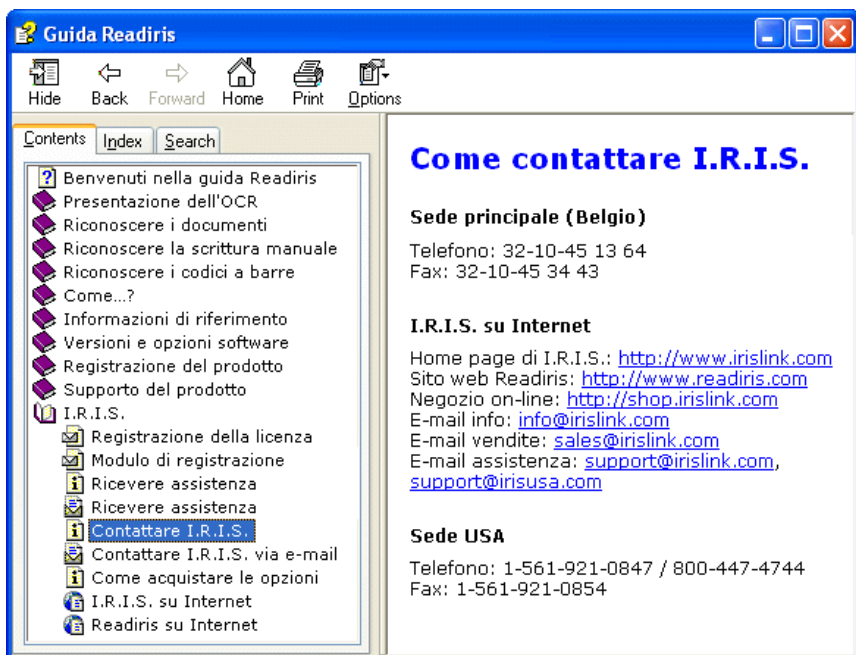 Guida Readiris
Hide Back Forward Home Print Options
Contents Index Search
Benvenuti nella guida Readiris
Presentazione dell'OCR
Riconoscere i documenti
Riconoscere la scrittura manuale
Riconoscere i codici a barre
Come...?
Informazioni di riferimento
Versioni e opzioni software
Registrazione del prodotto
Supporto del prodotto
I.R.I.S.
Registrazione della licenza
Modulo di registrazione
Ricevere assistenza
Ricevere assistenza
Contattare I.R.I.S.
Contattare I.R.I.S. via e-mail
Come acquistare le opzioni
I.R.I.S. su Internet
Readiris su Internet
Come contattare I.R.I.S.
Sede principale (Belgio)
Telefono: 32-10-45 13 64
Fax: 32-10-45 34 43
I.R.I.S. su Internet
Home page di I.R.I.S.: http://www.irislink.com
Sito web Readiris: http://www.readiris.com
Negozio on-line: http://shop.irislink.com
E-mail info: info@irislink.com
E-mail vendite: sales@irislink.com
E-mail assistenza: support@irislink.com,
support@irisusa.com
Sede USA
Telefono: 1-561-921-0847 / 800-447-4744
Fax: 1-561-921-0854